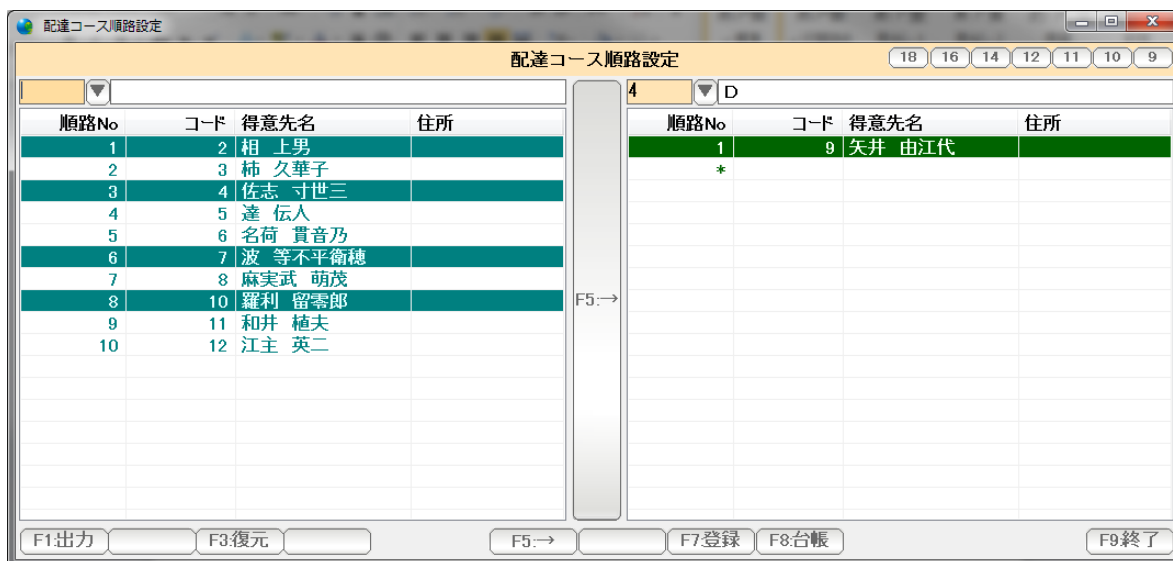 配達コース順路設定
配達コース順路設定 18 16 14 12 11 10 9
4 D
順路No コード 得意先名 住所 順路No コード 得意先名 住所
1 2 相 上男 1 9 矢井 由江代
2 3 柿 久華子 *
3 4 佐志 寸世三
4 5 達 伝人
5 6 名荷 貫音乃
6 7 波 等不平衛穂
7 8 麻実武 萌茂
8 10 羅利 留零郎 F5:→
9 11 和井 植夫
10 12 江主 英二
F1:出力 F3:復元 F5:→ F7:登録 F8:台帳 F9:終了